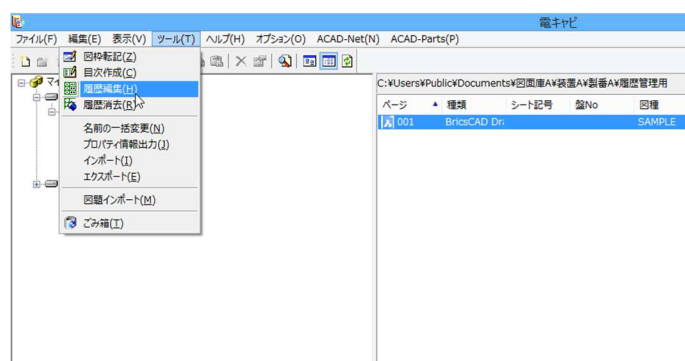 電キャビ
ファイル(F) 編集(E) 表示(V) ツール(T) ヘルプ(H) オプション(O) ACAD-Net(N) ACAD-Parts(P)
図枠転記(Z)
目次作成(C)
履歴編集(H)
履歴消去(R)
名前の一括変更(N)
プロパティ情報出力(J)
インポート(I)
エクスポート(E)
図題インポート(M)
ごみ箱(T)
マイ
C:¥Users¥Public¥Documents¥図面庫A¥装置A¥製番A¥履歴管理用
ページ 種類 シート記号 盤No 図種
001 BricsCAD Dr SAMPLE